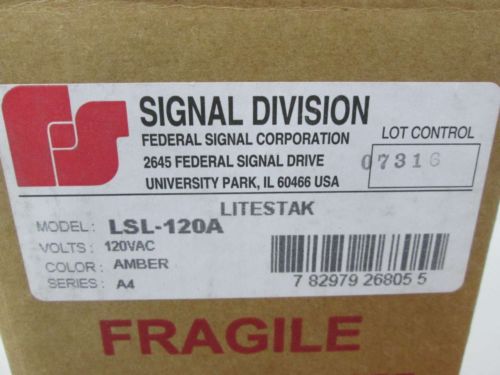 SIGNAL DIVISION
FEDERAL SIGNAL CORPORATION
2645 FEDERAL SIGNAL DRIVE
UNIVERSITY PARK, IL 60466 USA
LOT CONTROL
07316
LITESTAK
MODEL: LSL-120A
VOLTS: 120VAC
COLOR: AMBER
SERIES: A4
7 82979 26805 5
FRAGILE